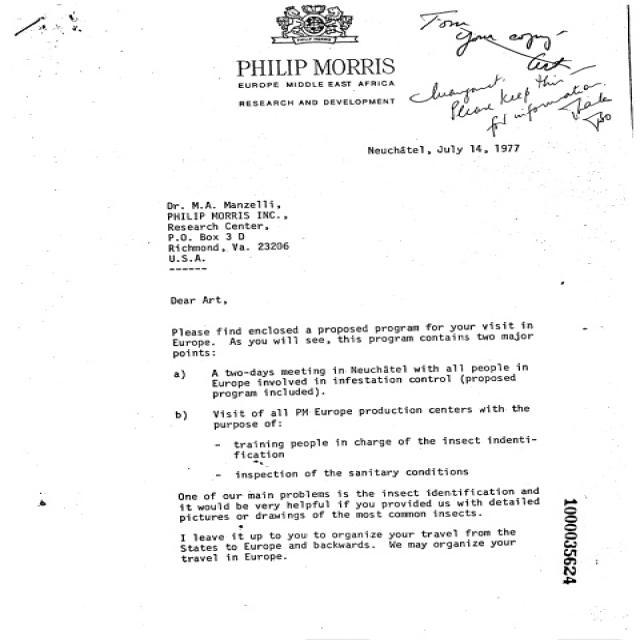 PHILIP MORRIS
EUROPE MIDDLE EAST AFRICA
RESEARCH AND DEVELOPMENT
Tom
Your copy-
Art
Please keep this
for information.
Neuchâtel, July 14, 1977
Dr. M.A. Manzelli,
PHILIP MORRIS INC.,
Research Center,
P.O. Box 3 D
Richmond, Va. 23206
U.S.A.
------
Dear Art,
Please find enclosed a proposed program for your visit in
Europe. As you will see, this program contains two major
points:
a) A two-days meeting in Neuchâtel with all people in
Europe involved in infestation control (proposed
program included).
b) Visit of all PM Europe production centers with the
purpose of:
- training people in charge of the insect indenti-
fication
- inspection of the sanitary conditions
One of our main problems is the insect identification and
it would be very helpful if you provided us with detailed
pictures or drawings of the most common insects.
I leave it up to you to organize your travel from the
States to Europe and backwards. We may organize your
travel in Europe.
1000035624